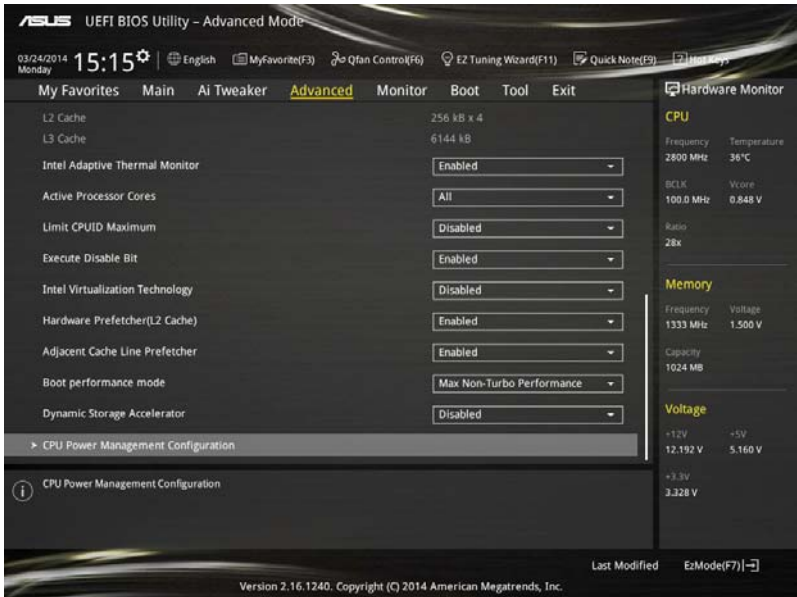 ASUS UEFI BIOS Utility – Advanced Mode
03/24/2014 Monday 15:15 English MyFavorite(F3) Qfan Control(F6) EZ Tuning Wizard(F11) Quick Note(F9) Hot Keys
My Favorites Main Ai Tweaker Advanced Monitor Boot Tool Exit
L2 Cache 256 kB x 4
L3 Cache 6144 kB
Intel Adaptive Thermal Monitor Enabled
Active Processor Cores All
Limit CPUID Maximum Disabled
Execute Disable Bit Enabled
Intel Virtualization Technology Disabled
Hardware Prefetcher(L2 Cache) Enabled
Adjacent Cache Line Prefetcher Enabled
Boot performance mode Max Non-Turbo Performance
Dynamic Storage Accelerator Disabled
> CPU Power Management Configuration
CPU Power Management Configuration
Hardware Monitor
CPU
Frequency Temperature
2800 MHz 36°C
BCLK Vcore
100.0 MHz 0.848 V
Ratio
28x
Memory
Frequency Voltage
1333 MHz 1.500 V
Capacity
1024 MB
Voltage
+12V +5V
12.192 V 5.160 V
+3.3V
3.328 V
Last Modified EzMode(F7)
Version 2.16.1240. Copyright (C) 2014 American Megatrends, Inc.